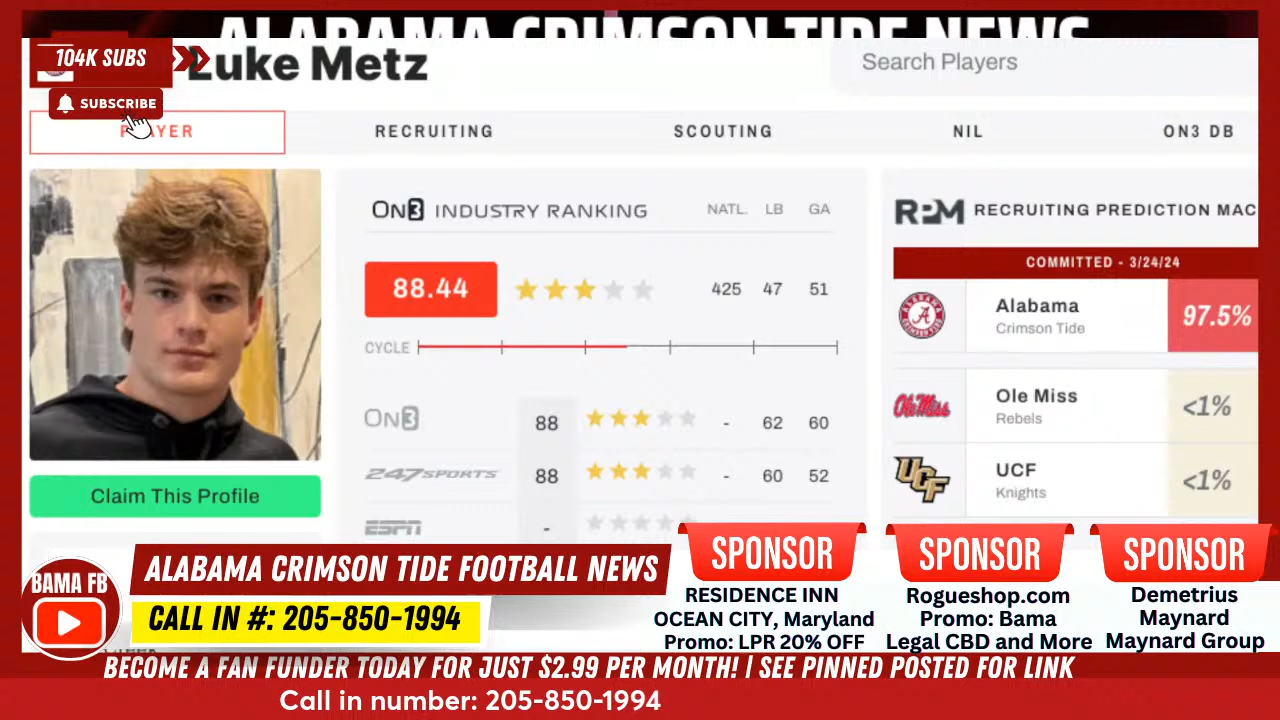 ALABAMA CRIMSON TIDE NEWS
104K SUBS
Luke Metz
Search Players
SUBSCRIBE
PLAYER RECRUITING SCOUTING NIL ON3 DB
ON3 INDUSTRY RANKING NATL. LB GA
88.44 425 47 51
CYCLE
ON3 88 - 62 60
247SPORTS 88 - 60 52
ESPN -
RPM RECRUITING PREDICTION MAC
COMMITTED - 3/24/24
Alabama 97.5%
Crimson Tide
Ole Miss
Ole Miss <1%
Rebels
UCF
UCF <1%
Knights
Claim This Profile
BAMA FB
ALABAMA CRIMSON TIDE FOOTBALL NEWS
CALL IN #: 205-850-1994
SPONSOR
RESIDENCE INN
OCEAN CITY, Maryland
Promo: LPR 20% OFF
SPONSOR
Rogueshop.com
Promo: Bama
Legal CBD and More
SPONSOR
Demetrius
Maynard
Maynard Group
BECOME A FAN FUNDER TODAY FOR JUST $2.99 PER MONTH! | SEE PINNED POSTED FOR LINK
Call in number: 205-850-1994